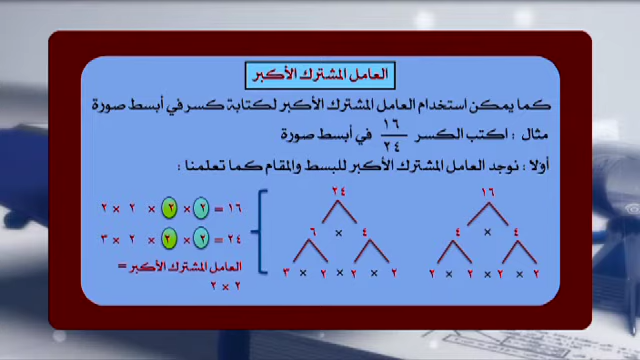 العامل المشترك الأكبر
كما يمكن استخدام العامل المشترك الأكبر لكتابة كسر في أبسط صورة
مثال : اكتب الكسر ١٦/٢٤ في أبسط صورة
أولا : نوجد العامل المشترك الأكبر للبسط والمقام كما تعلمنا :
١٦
٤ × ٤
٢ × ٢ × ٢ × ٢
٢٤
٦ × ٤
٣ × ٢ × ٢ × ٢
١٦ = ٢ × ٢ × ٢ × ٢
٢٤ = ٢ × ٢ × ٢ × ٣
العامل المشترك الأكبر =
٢ × ٢